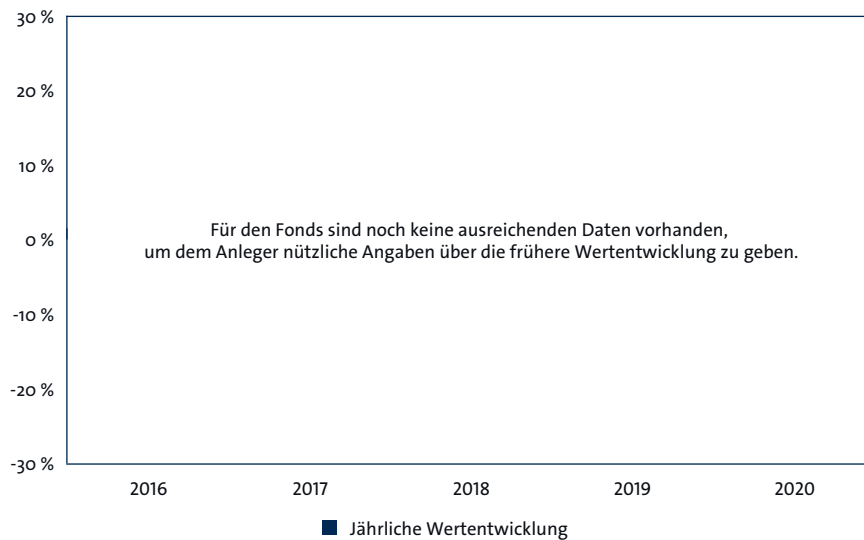 30 %
20 %
10 %
0 %
-10 %
-20 %
-30 %
Für den Fonds sind noch keine ausreichenden Daten vorhanden,
um dem Anleger nützliche Angaben über die frühere Wertentwicklung zu geben.
2016 2017 2018 2019 2020
Jährliche Wertentwicklung